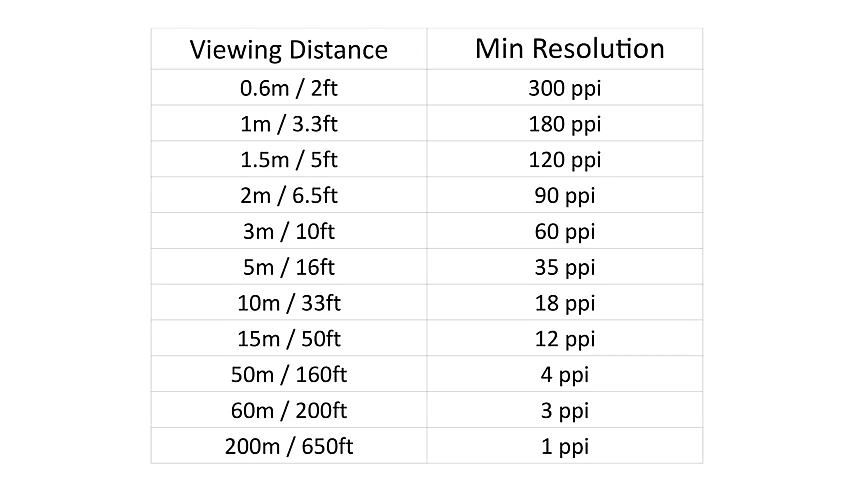 Viewing Distance Min Resolution
0.6m / 2ft 300 ppi
1m / 3.3ft 180 ppi
1.5m / 5ft 120 ppi
2m / 6.5ft 90 ppi
3m / 10ft 60 ppi
5m / 16ft 35 ppi
10m / 33ft 18 ppi
15m / 50ft 12 ppi
50m / 160ft 4 ppi
60m / 200ft 3 ppi
200m / 650ft 1 ppi